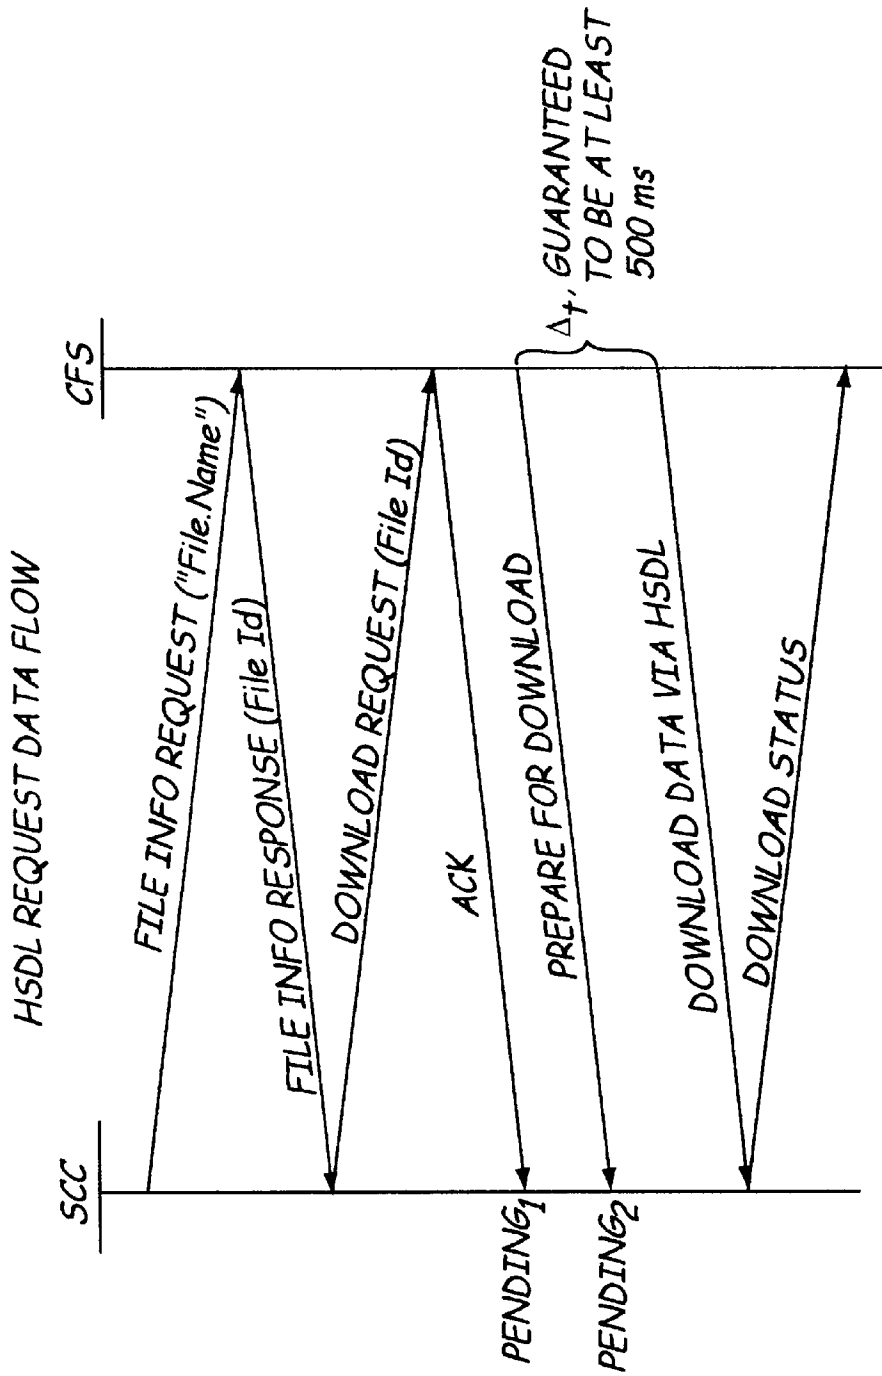 HSDL REQUEST DATA FLOW
SCC
CFS
FILE INFO REQUEST ("File.Name")
FILE INFO RESPONSE (File Id)
DOWNLOAD REQUEST (File Id)
ACK
PENDING1
PREPARE FOR DOWNLOAD
PENDING2
Δt, GUARANTEED
TO BE AT LEAST
500 ms
DOWNLOAD DATA VIA HSDL
DOWNLOAD STATUS